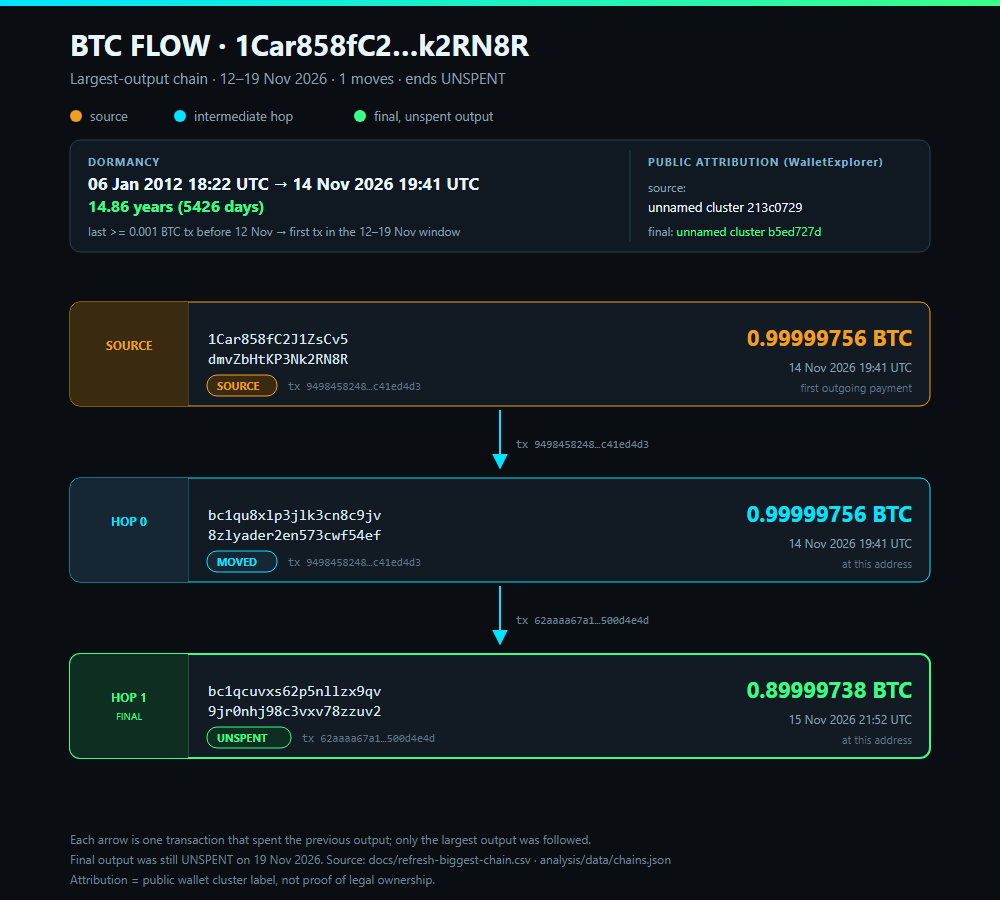 BTC FLOW · 1Car858fC2…k2RN8R
Largest-output chain · 12–19 Nov 2026 · 1 moves · ends UNSPENT
source
intermediate hop
final, unspent output
DORMANCY
06 Jan 2012 18:22 UTC → 14 Nov 2026 19:41 UTC
14.86 years (5426 days)
last >= 0.001 BTC tx before 12 Nov → first tx in the 12–19 Nov window
PUBLIC ATTRIBUTION (WalletExplorer)
source:
unnamed cluster 213c0729
final: unnamed cluster b5ed727d
SOURCE
1Car858fC2J1ZsCv5
dmvZbHtKP3Nk2RN8R
SOURCE tx 9498458248…c41ed4d3
0.99999756 BTC
14 Nov 2026 19:41 UTC
first outgoing payment
tx 9498458248…c41ed4d3
HOP 0
bc1qu8xlp3jlk3cn8c9jv
8zlyader2en573cwf54ef
MOVED tx 9498458248…c41ed4d3
0.99999756 BTC
14 Nov 2026 19:41 UTC
at this address
tx 62aaaa67a1…500d4e4d
HOP 1
FINAL
bc1qcuvxs62p5nllzx9qv
9jr0nhj98c3vxv78zzuv2
UNSPENT tx 62aaaa67a1…500d4e4d
0.89999738 BTC
15 Nov 2026 21:52 UTC
at this address
Each arrow is one transaction that spent the previous output; only the largest output was followed.
Final output was still UNSPENT on 19 Nov 2026. Source: docs/refresh-biggest-chain.csv · analysis/data/chains.json
Attribution = public wallet cluster label, not proof of legal ownership.